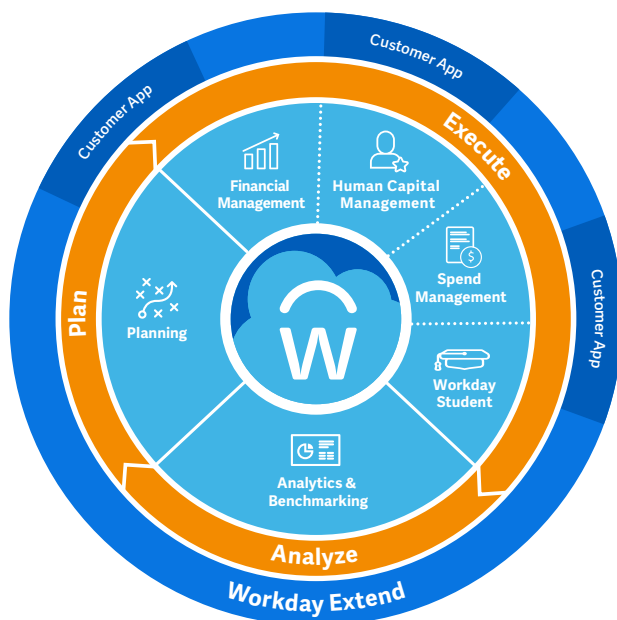 Customer App
Customer App
Customer App
Execute
Plan
Analyze
Financial
Management
Human Capital
Management
Spend
Management
$
Workday
Student
Planning
Analytics &
Benchmarking
W
Workday Extend